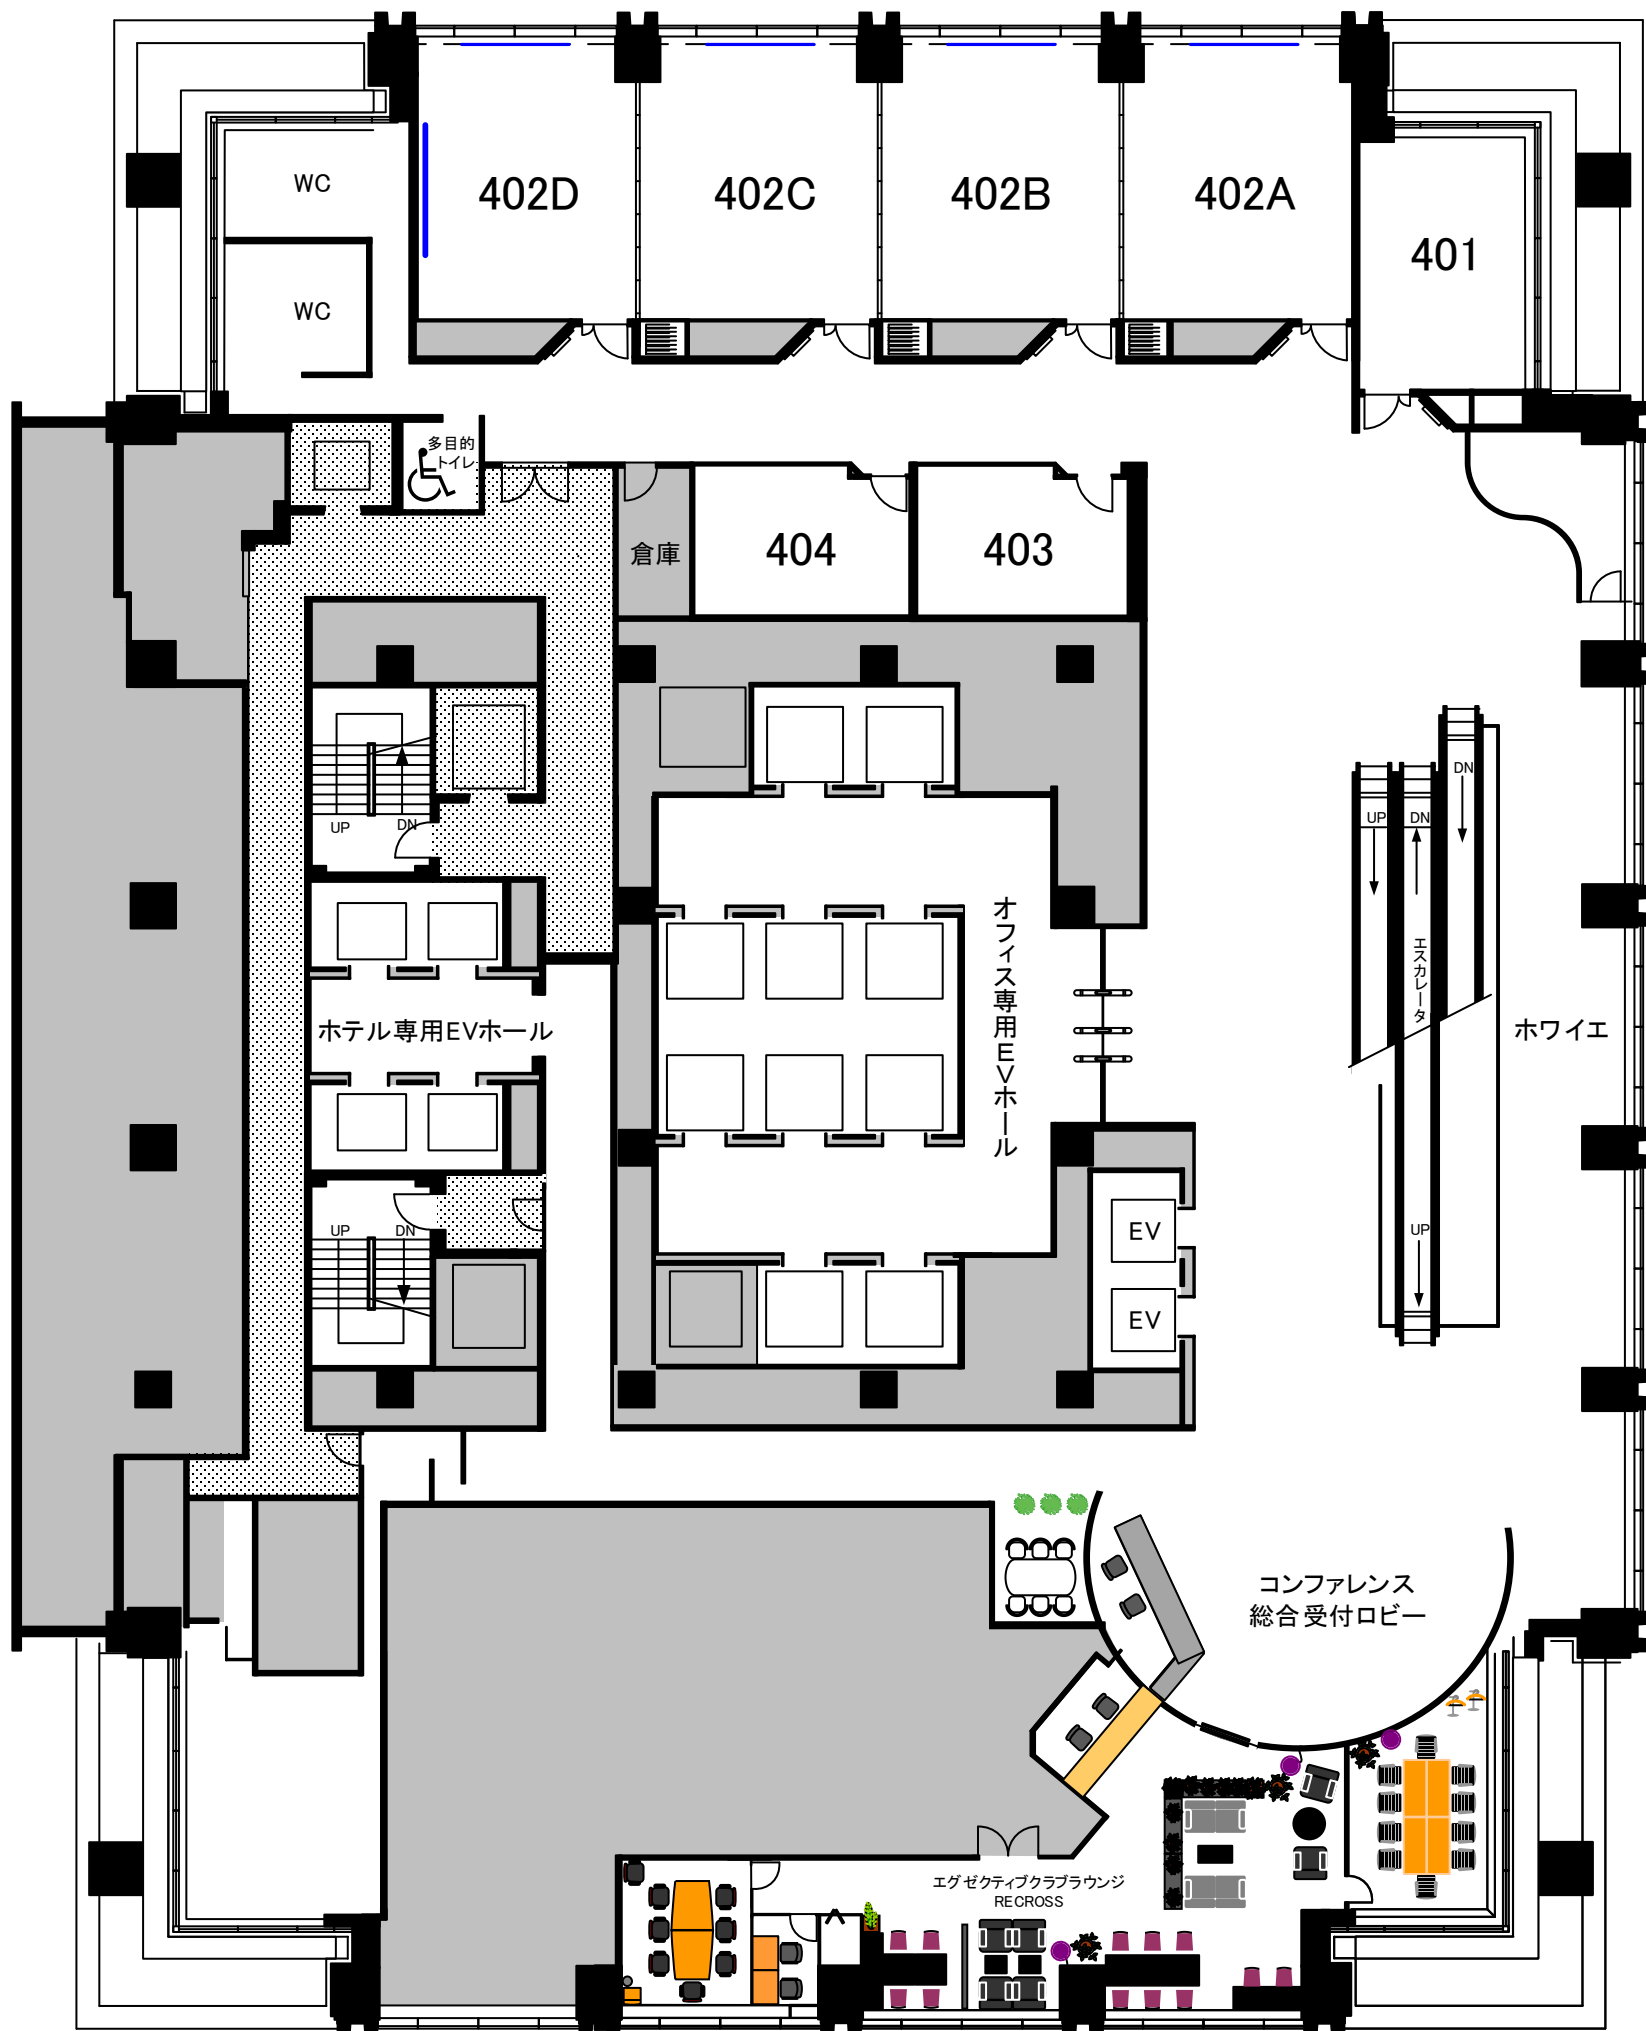 WC
402D
402C
402B
402A
401
WC
多目的
トイレ
倉庫
404
403
DN
UP
DN
UP
DN
エスカレータ
オフィス専用EVホール
ホテル専用EVホール
ホワイエ
UP
DN
EV
UP
EV
コンファレンス
総合受付ロビー
エグゼクティブクラブラウンジ
RECROSS